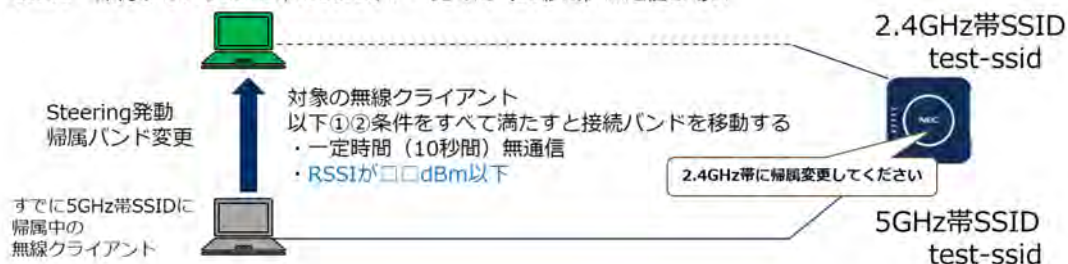 2.4GHz帯SSID
test-ssid
Steering発動
帰属バンド変更
対象の無線クライアント
以下①②条件をすべて満たすと接続バンドを移動する
・一定時間（10秒間）無通信
・RSSIが□□dBm以下
NEC
2.4GHz帯に帰属変更してください
すでに5GHz帯SSIDに
帰属中の
無線クライアント
5GHz帯SSID
test-ssid